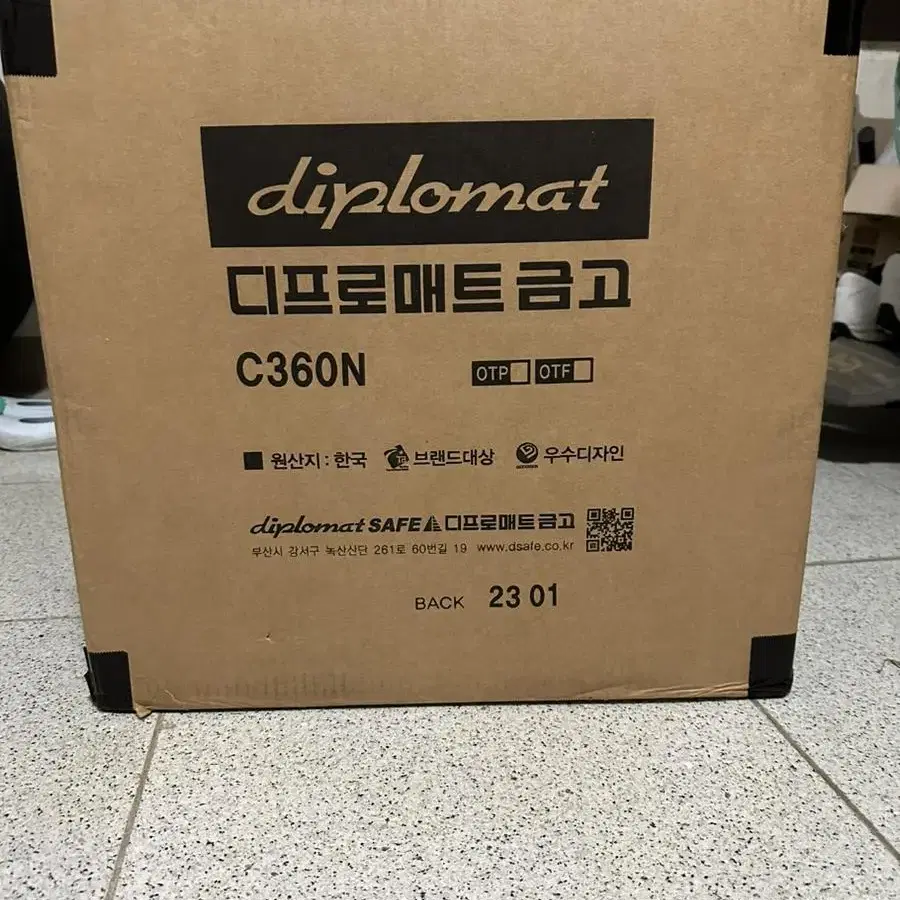 diplomat
디프로매트금고
C360N OTP OTF
원산지 : 한국 브랜드대상 우수디자인
diplomat SAFE 디프로매트금고
부산시 강서구 녹산산단 261로 60번길 19 www.dsafe.co.kr
BACK 23 01